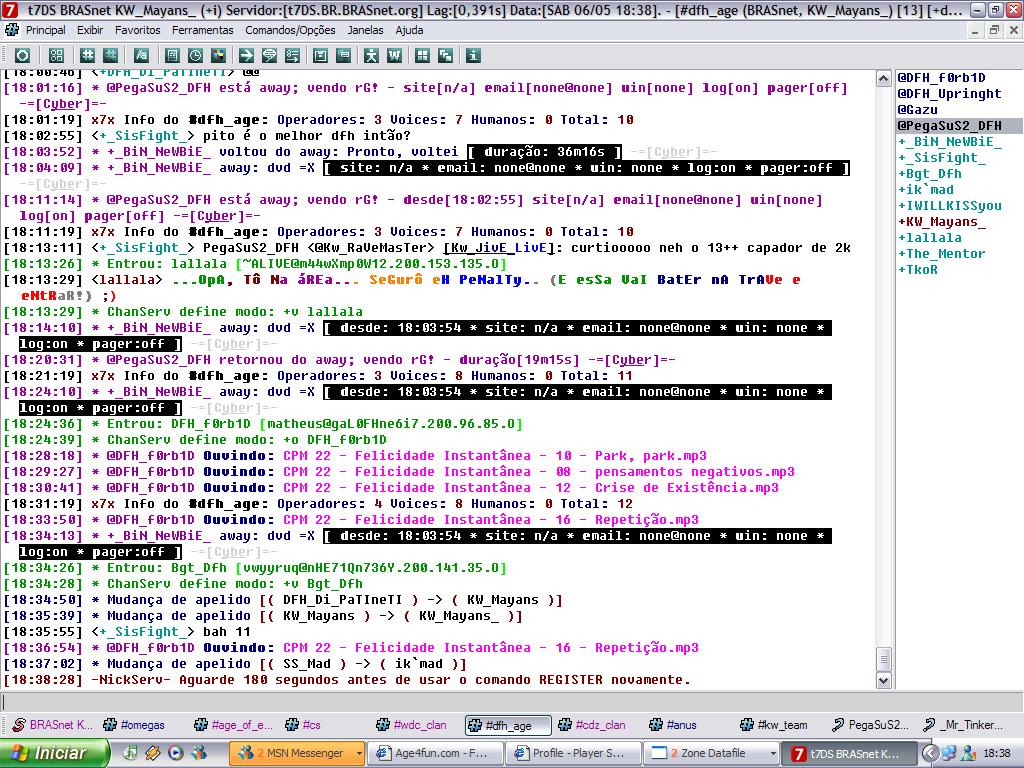 t7DS BRASnet KW_Mayans_ (+i) Servidor:[t7DS.BR.BRASnet.org] Lag:[0,391s] Data:[SAB 06/05 18:38]. - [#dfh_age (BRASnet, KW_Mayans_) [13] [+d...
Principal Exibir Favoritos Ferramentas Comandos/Opções Janelas Ajuda
[18:00:40] <+DFH_Di_PaTIneTI> @@
[18:01:16] * @PegaSuS2_DFH está away; vendo rG! - site[n/a] email[none@none] uin[none] log[on] pager[off]
-=[Cyber]=-
[18:01:19] x7x Info do #dfh_age: Operadores: 3 Voices: 7 Humanos: 0 Total: 10
[18:02:55] <+_SisFight_> pito é o melhor dfh intão?
[18:03:52] * +_BiN_NeWBiE_ voltou do away: Pronto, voltei [ duração: 36m16s ] -=[Cyber]=-
[18:04:09] * +_BiN_NeWBiE_ away: dvd =X [ site: n/a * email: none@none * uin: none * log:on * pager:off ]
-=[Cyber]=-
[18:11:14] * @PegaSuS2_DFH está away; vendo rG! - desde[18:02:55] site[n/a] email[none@none] uin[none]
log[on] pager[off] -=[Cyber]=-
[18:11:19] x7x Info do #dfh_age: Operadores: 3 Voices: 7 Humanos: 0 Total: 10
[18:13:11] <+_SisFight_> PegaSuS2_DFH <@Kw_RaVeMasTer> [Kw_JivE_LivE]: curtiooooo neh o 13++ capador de 2k
[18:13:26] * Entrou: lallala [~ALIVE@m44wXmp0W12.200.153.135.O]
[18:13:29] <lallala> ...OpA, TÔ Na áREa... SeGurô eH PeNalTy.. (E esSa VaI BatEr nA TrAVe e
eNtRaR!) ;)
[18:13:29] * ChanServ define modo: +v lallala
[18:14:10] * +_BiN_NeWBiE_ away: dvd =X [ desde: 18:03:54 * site: n/a * email: none@none * uin: none *
log:on * pager:off ] -=[Cyber]=-
[18:20:31] * @PegaSuS2_DFH retornou do away; vendo rG! - duração[19m15s] -=[Cyber]=-
[18:21:19] x7x Info do #dfh_age: Operadores: 3 Voices: 8 Humanos: 0 Total: 11
[18:24:10] * +_BiN_NeWBiE_ away: dvd =X [ desde: 18:03:54 * site: n/a * email: none@none * uin: none *
log:on * pager:off ] -=[Cyber]=-
[18:24:36] * Entrou: DFH_f0rb1D [matheus@gaL0FHne6i7.200.96.85.O]
[18:24:39] * ChanServ define modo: +o DFH_f0rb1D
[18:28:18] * @DFH_f0rb1D Ouvindo: CPM 22 - Felicidade Instantânea - 10 - Park, park.mp3
[18:29:27] * @DFH_f0rb1D Ouvindo: CPM 22 - Felicidade Instantânea - 08 - pensamentos negativos.mp3
[18:30:41] * @DFH_f0rb1D Ouvindo: CPM 22 - Felicidade Instantânea - 12 - Crise de Existência.mp3
[18:31:19] x7x Info do #dfh_age: Operadores: 4 Voices: 8 Humanos: 0 Total: 12
[18:33:50] * @DFH_f0rb1D Ouvindo: CPM 22 - Felicidade Instantânea - 16 - Repetição.mp3
[18:34:13] * +_BiN_NeWBiE_ away: dvd =X [ desde: 18:03:54 * site: n/a * email: none@none * uin: none *
log:on * pager:off ] -=[Cyber]=-
[18:34:26] * Entrou: Bgt_Dfh [vwyyruq@nHE71Qn736Y.200.141.35.O]
[18:34:28] * ChanServ define modo: +v Bgt_Dfh
[18:34:50] * Mudança de apelido [( DFH_Di_PaTIneTI ) -> ( KW_Mayans )]
[18:35:39] * Mudança de apelido [( KW_Mayans ) -> ( KW_Mayans_ )]
[18:35:55] <+_SisFight_> bah 11
[18:36:54] * @DFH_f0rb1D Ouvindo: CPM 22 - Felicidade Instantânea - 16 - Repetição.mp3
[18:37:02] * Mudança de apelido [( SS_Mad ) -> ( ik`mad )]
[18:38:28] -NickServ- Aguarde 180 segundos antes de usar o comando REGISTER novamente.
@DFH_f0rb1D
@DFH_Upringht
@Gazu
@PegaSuS2_DFH
+_BiN_NeWBiE_
+_SisFight_
+Bgt_Dfh
+ik`mad
+IWILLKISSyou
+KW_Mayans_
+lallala
+The_Mentor
+TkoR
BRASnet K... #omegas #age_of_e... #cs #wdc_clan #dfh_age #cdz_clan #anus #kw_team PegaSuS2... _Mr_Tinker...
Iniciar 2 MSN Messenger Age4fun.com - F... Profile - Player S... 2 Zone Datafile t7DS BRASnet K... 18:38